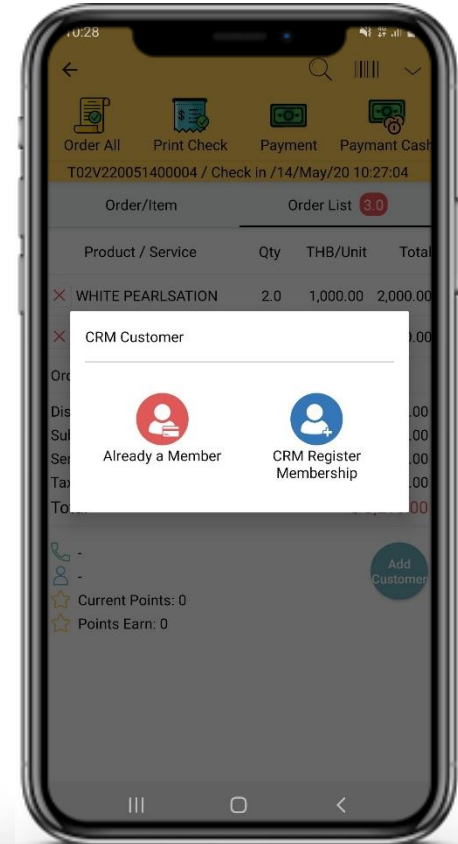 10:28
Order All Print Check Payment Paymant Cash
T02V220051400004 / Check in /14/May/20 10:27:04
Order/Item Order List 3.0
Product / Service Qty THB/Unit Total
WHITE PEARLSATION 2.0 1,000.00 2,000.00
CRM Customer
Already a Member CRM Register
Membership
-
-
Add
Customer
Current Points: 0
Points Earn: 0